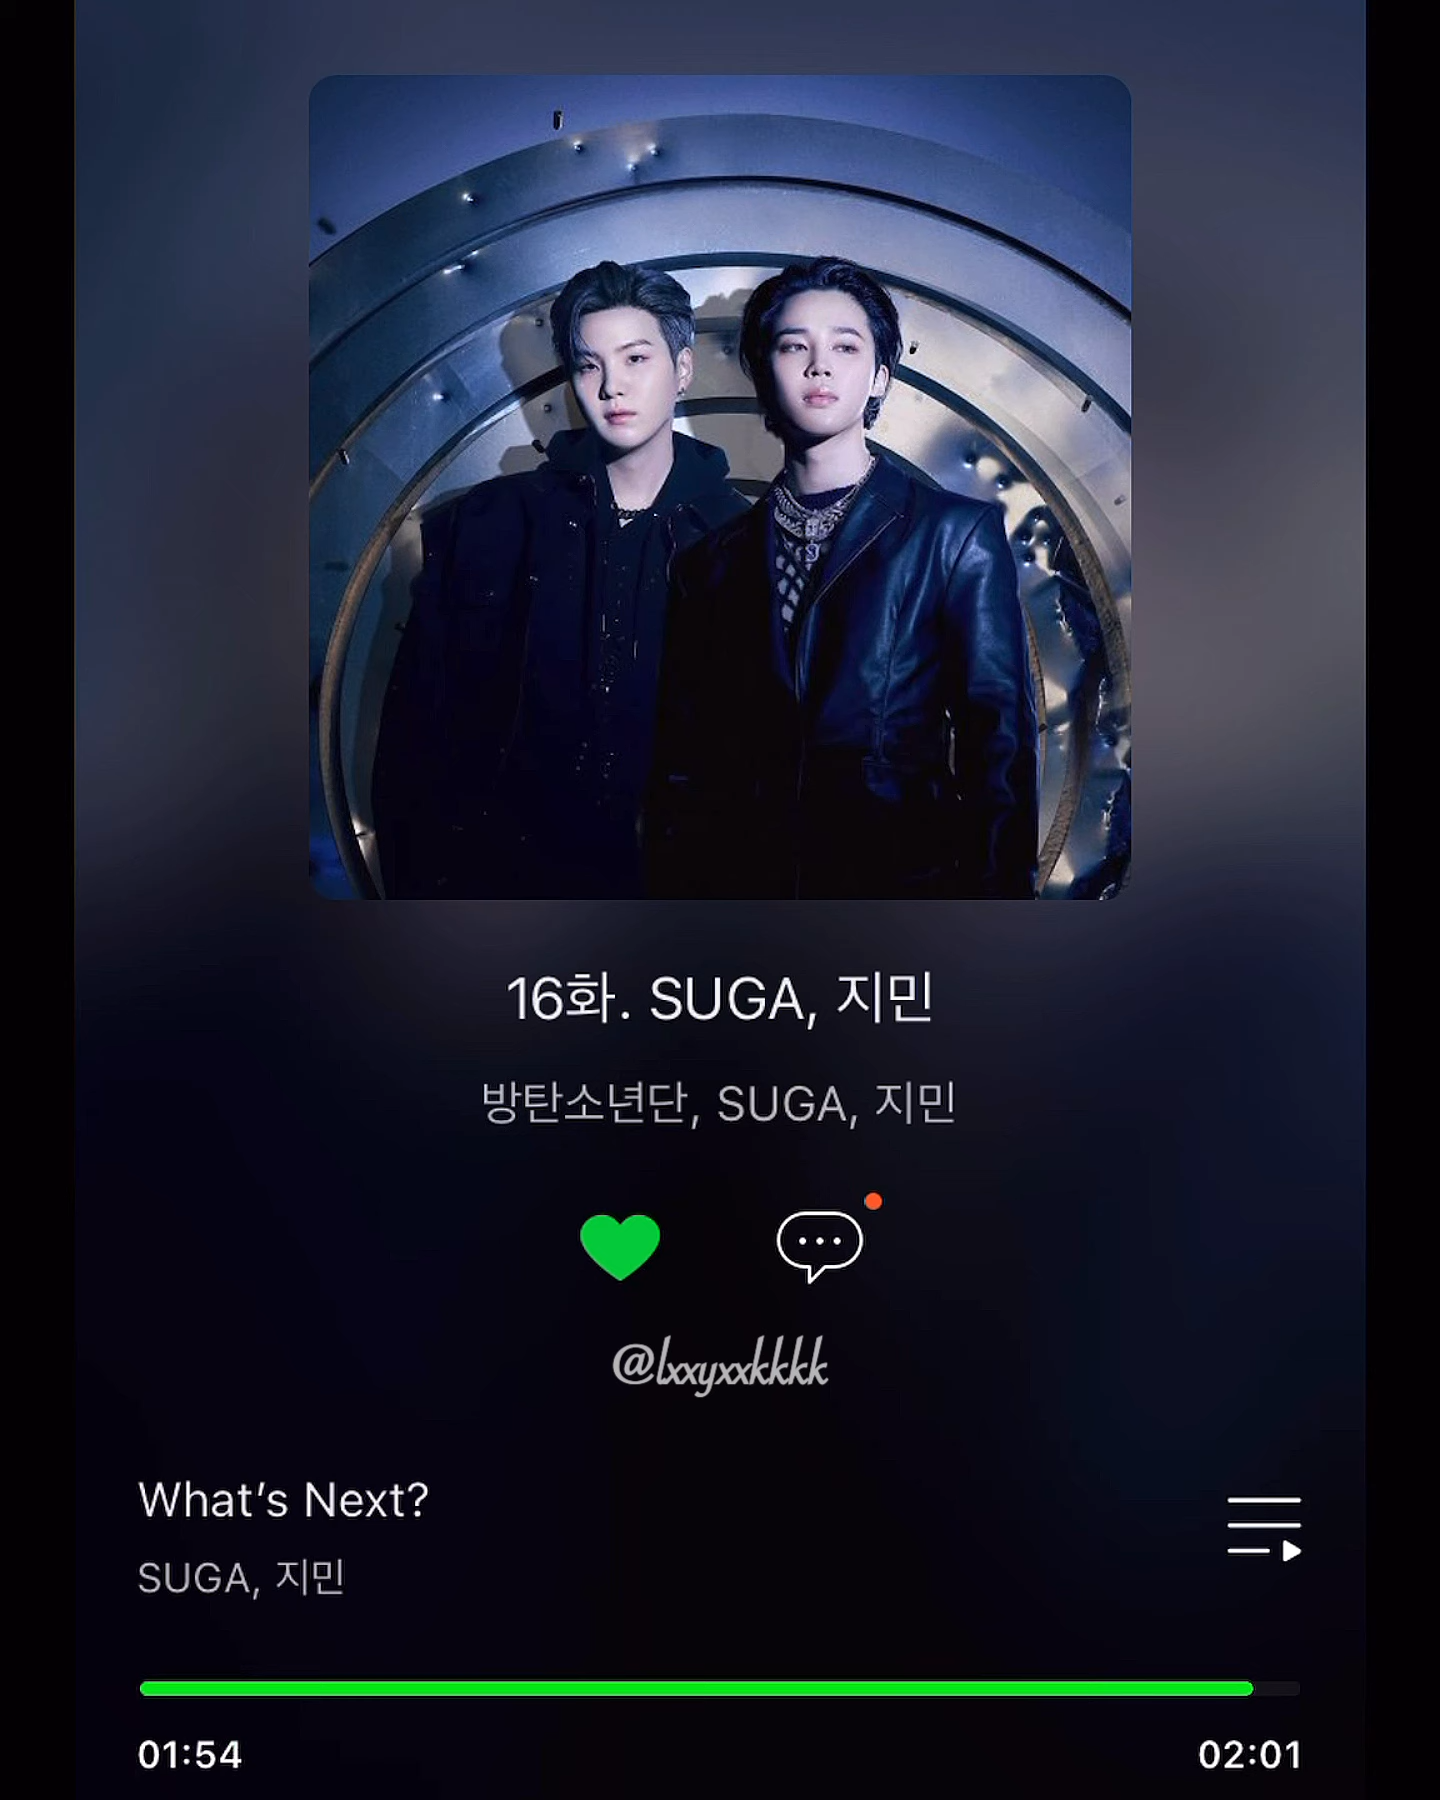 16화. SUGA, 지민
방탄소년단, SUGA, 지민
@lxxyxxkkkk
What's Next?
SUGA, 지민
01:54
02:01